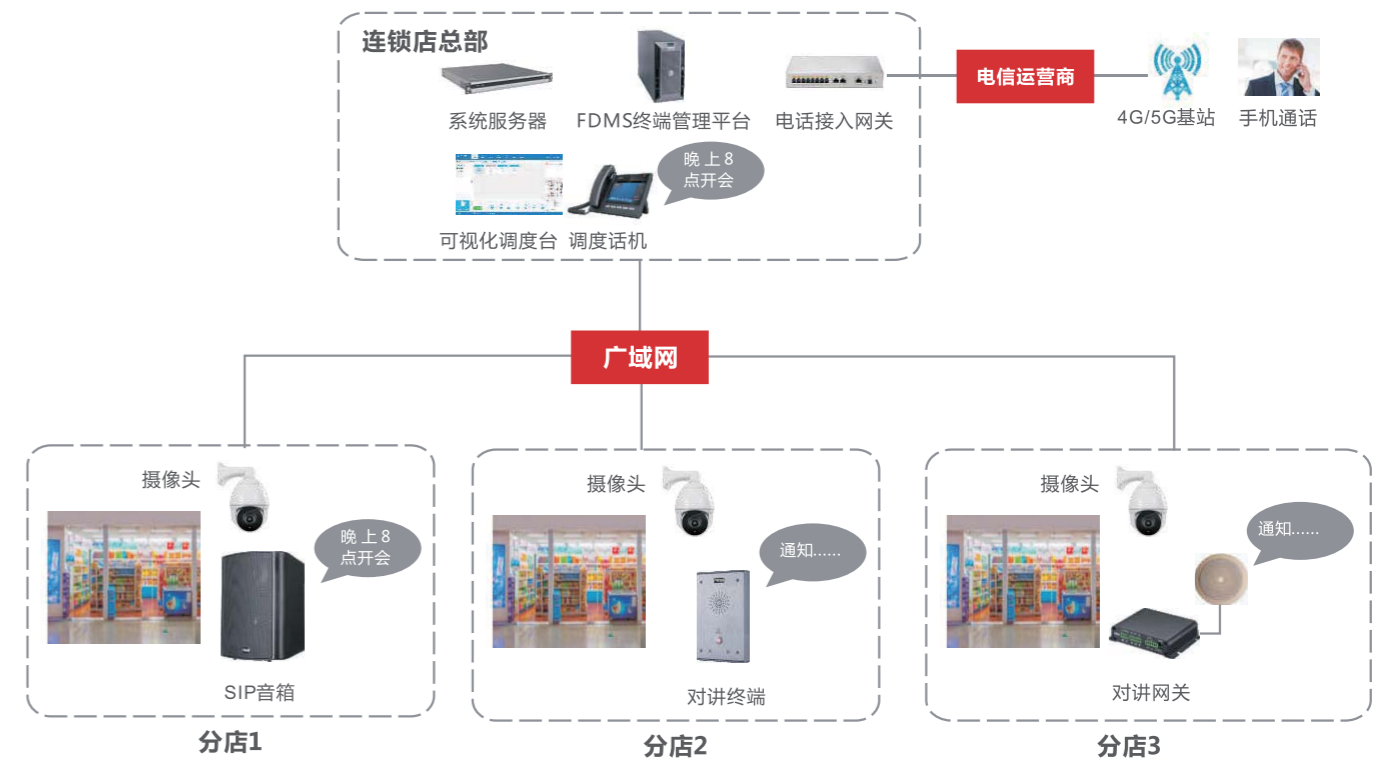 连锁店总部
系统服务器
FDMS终端管理平台
电话接入网关
电信运营商
4G/5G基站
手机通话
晚上8
点开会
可视化调度台
调度话机
广域网
摄像头
晚上8
点开会
SIP音箱
分店1
摄像头
通知......
对讲终端
分店2
摄像头
通知......
对讲网关
分店3